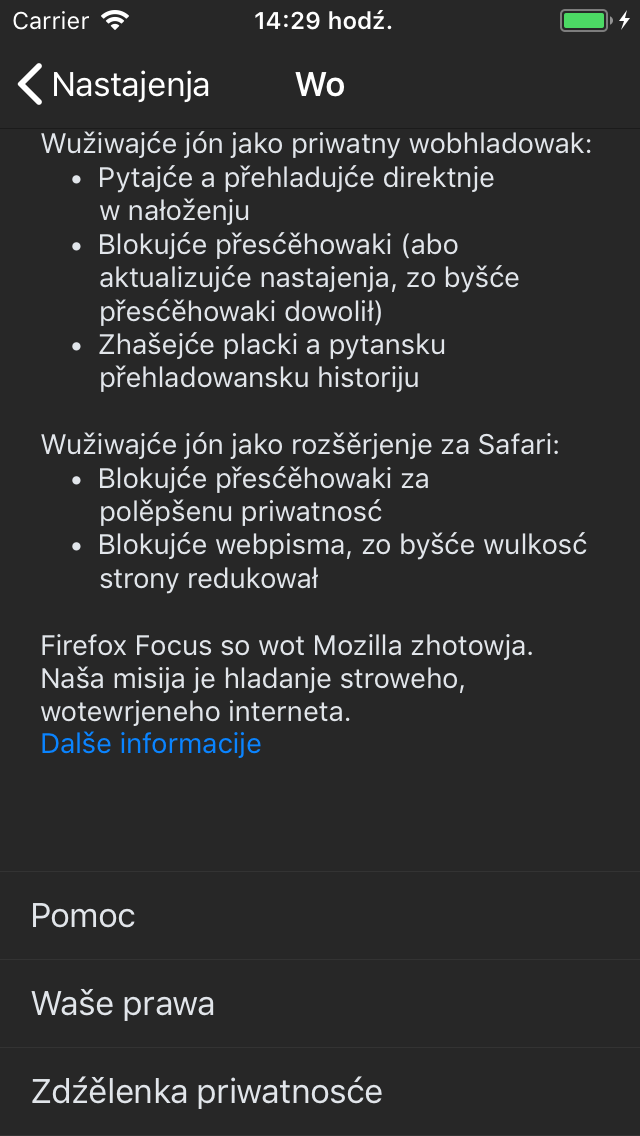 Carrier 14:29 hodź.
Nastajenja Wo
Wužiwajće jón jako priwatny wobhladowak:
• Pytajće a přehladujće direktnje
w nałoženju
• Blokujće přesćěhowaki (abo
aktualizujće nastajenja, zo byšće
přesćěhowaki dowolił)
• Zhašejće placki a pytansku
přehladowansku historiju
Wužiwajće jón jako rozšěrjenje za Safari:
• Blokujće přesćěhowaki za
polěpšenu priwatnosć
• Blokujće webpisma, zo byšće wulkosć
strony redukował
Firefox Focus so wot Mozilla zhotowja.
Naša misija je hladanje stroweho,
wotewrjeneho interneta.
Dalše informacije
Pomoc
Waše prawa
Zdźělenka priwatnosće